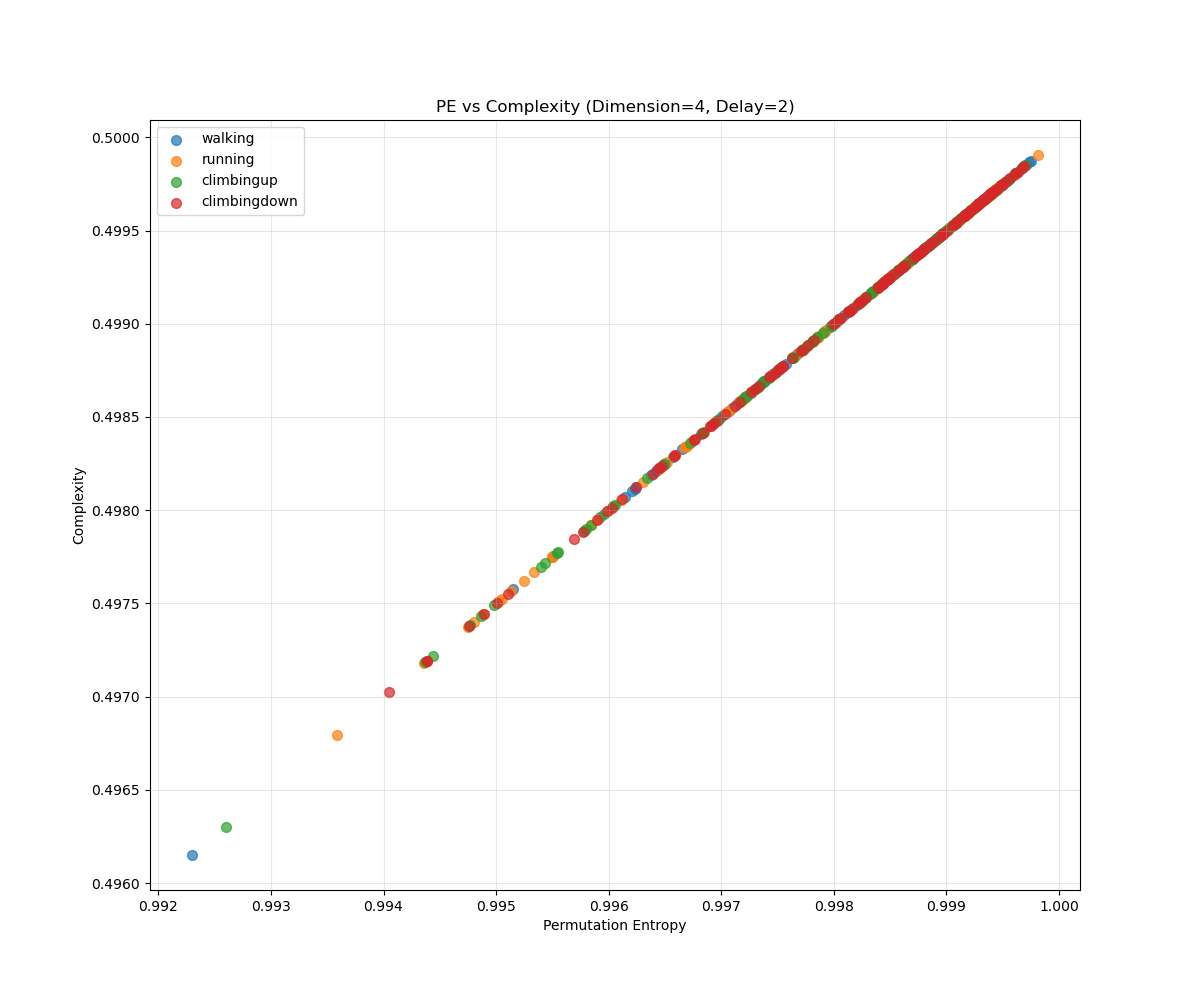 PE vs Complexity (Dimension=4, Delay=2)
walking
running
climbingup
climbingdown
0.5000
0.4995
0.4990
0.4985
0.4980
0.4975
0.4970
0.4965
0.4960
Complexity
0.992 0.993 0.994 0.995 0.996 0.997 0.998 0.999 1.000
Permutation Entropy